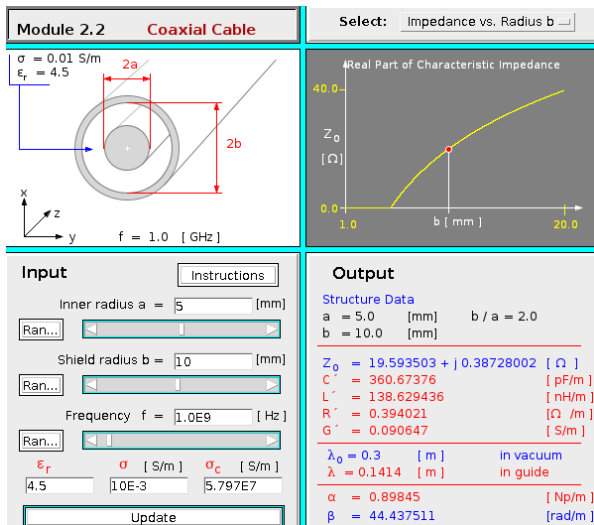 Module 2.2 Coaxial Cable
Select: Impedance vs. Radius b
σ = 0.01 S/m
εr = 4.5
2a
2b
x
z
y
f = 1.0 [ GHz ]
Real Part of Characteristic Impedance
40.0
Z0
[ Ω ]
0.0
1.0
b [ mm ]
20.0
Input
Instructions
Inner radius a = 5 [mm]
Ran...
Shield radius b = 10 [mm]
Ran...
Frequency f = 1.0E9 [ Hz ]
Ran...
εr σ [ S/m ] σc [ S/m ]
4.5 10E-3 5.797E7
Update
Output
Structure Data
a = 5.0 [mm] b / a = 2.0
b = 10.0 [mm]
Z0 = 19.593503 + j 0.38728002 [ Ω ]
C´ = 360.67376 [ pF/m ]
L´ = 138.629436 [ nH/m ]
R´ = 0.394021 [Ω /m ]
G´ = 0.090647 [ S/m ]
λ0 = 0.3 [ m ] in vacuum
λ = 0.1414 [ m ] in guide
α = 0.89845 [ Np/m ]
β = 44.437511 [rad/m ]